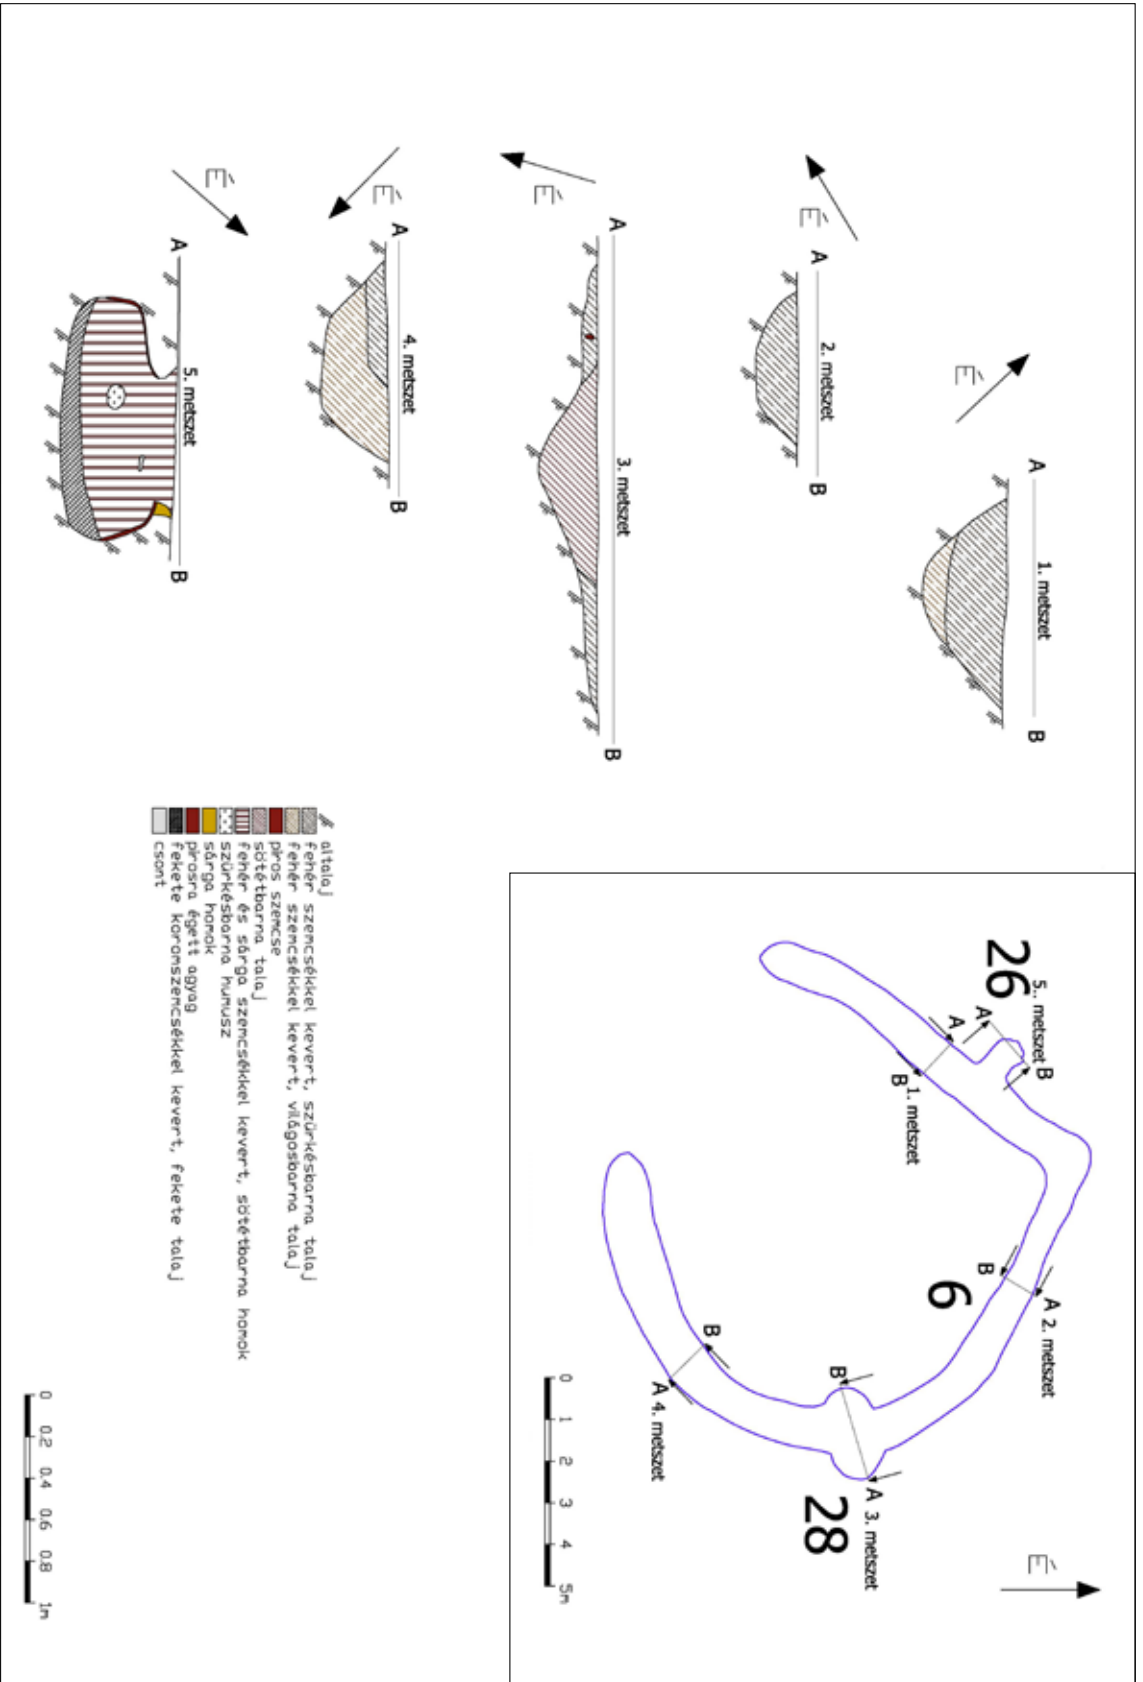 É
A
1. metszet
B
É
A
2. metszet
B
É
A
3. metszet
B
É
A
4. metszet
B
É
A
5. metszet
B
altalaj
fehér szemcsékkel kevert, szürkésbarna talaj
fehér szemcsékkel kevert, világosbarna talaj
piros szemcse
sötétbarna talaj
fehér és sárga szemcsékkel kevert, sötétbarna homok
szürkésbarna humusz
sárga homok
pirosra égett agyag
fekete koromszemcsékkel kevert, fekete talaj
csont
0 0.2 0.4 0.6 0.8 1m
26
5.. metszet
A
B
A
B
1. metszet
A 2. metszet
B
6
B
A 3. metszet
28
B
A 4. metszet
É
0 1 2 3 4 5m